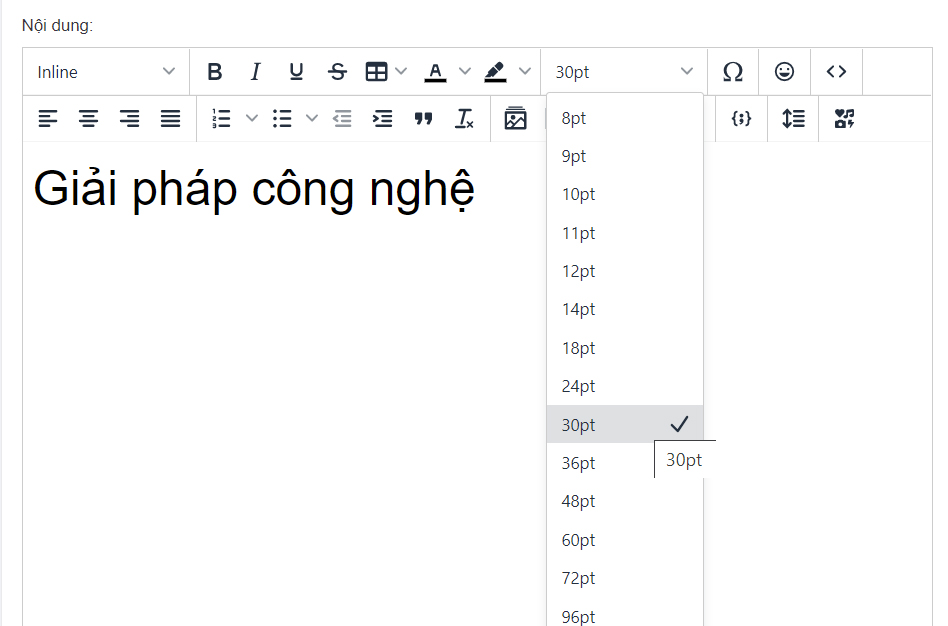 Nội dung:
Inline
B I U S A 30pt Ω
Giải pháp công nghệ
8pt
9pt
10pt
11pt
12pt
14pt
18pt
24pt
30pt
30pt
36pt
48pt
60pt
72pt
96pt